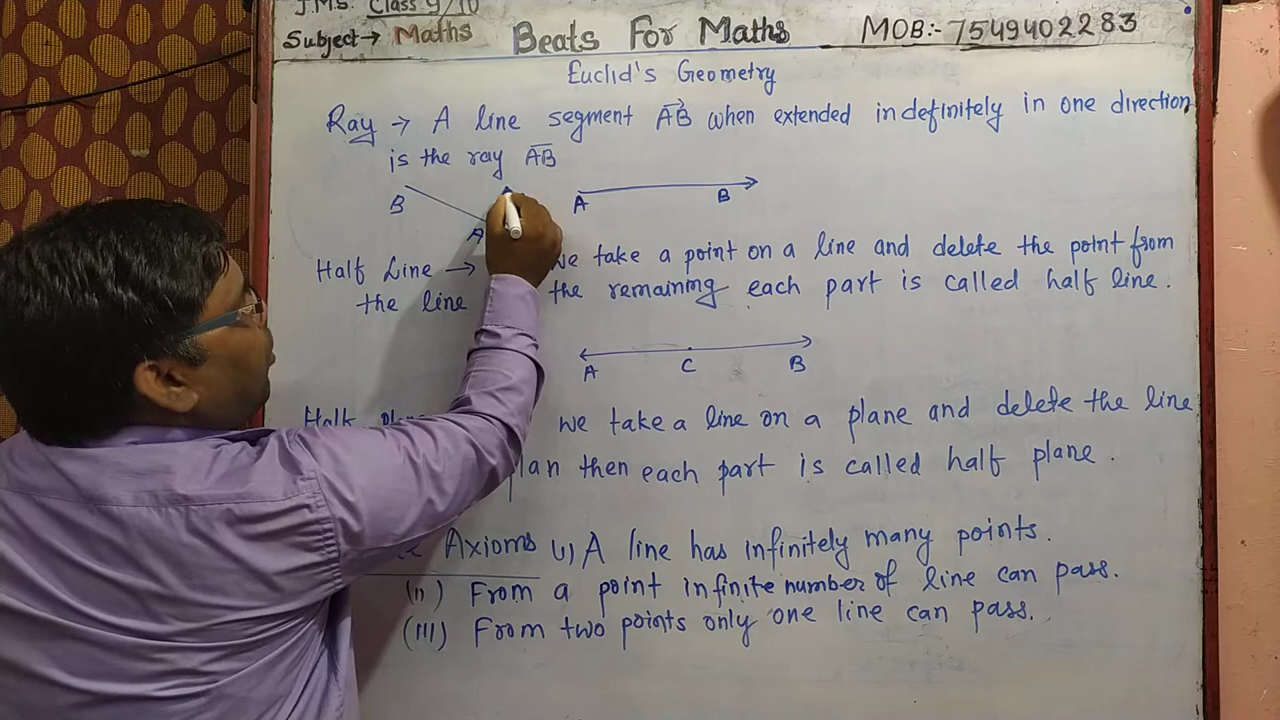 J.M.S. Class 9/10
Subject→ Maths Beats For Maths MOB:- 7549402283
Euclid's Geometry
Ray → A line segment AB when extended indefinitely in one direction
is the ray AB
B A A B
Half Line → we take a point on a line and delete the point from
the line the remaining each part is called half line.
A C B
Half plane we take a line on a plane and delete the line
plan then each part is called half plane.
Axioms (i) A line has infinitely many points.
(ii) From a point infinite number of line can pass.
(III) From two points only one line can pass.